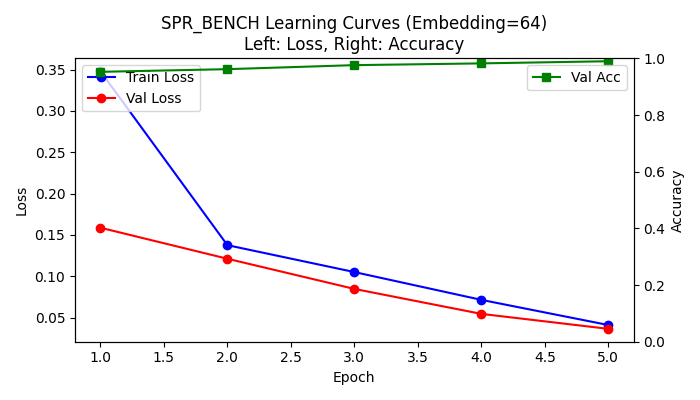 SPR_BENCH Learning Curves (Embedding=64)
Left: Loss, Right: Accuracy
Train Loss
Val Loss
Val Acc
0.35
0.30
0.25
0.20
0.15
0.10
0.05
Loss
1.0
0.8
0.6
0.4
0.2
0.0
Accuracy
1.0 1.5 2.0 2.5 3.0 3.5 4.0 4.5 5.0
Epoch